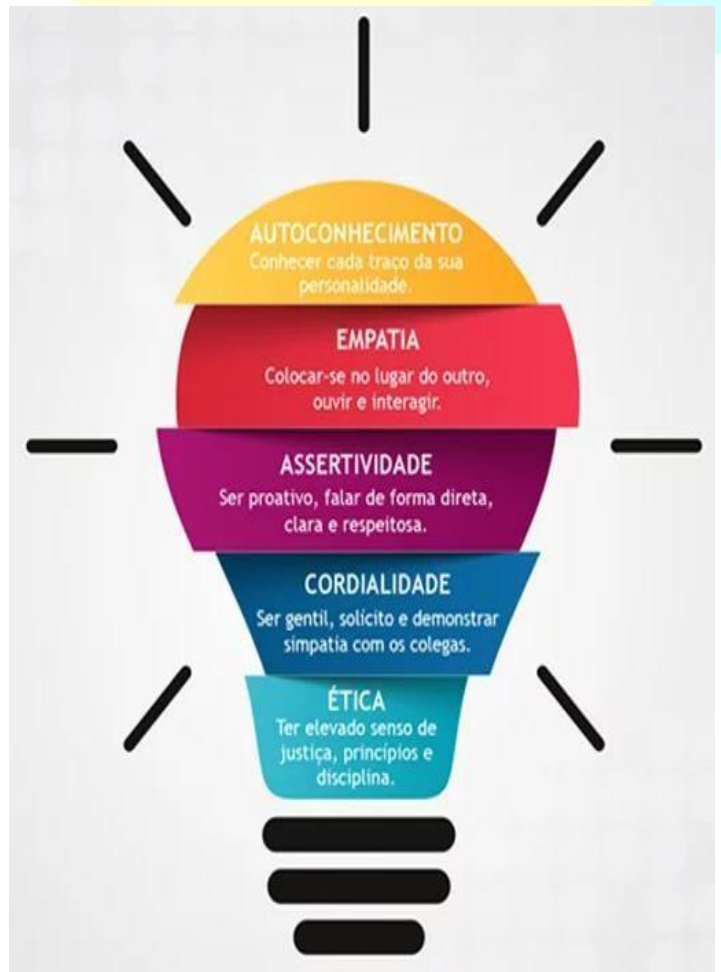 AUTOCONHECIMENTO
Conhecer cada traço da sua
personalidade.
EMPATIA
Colocar-se no lugar do outro,
ouvir e interagir.
ASSERTIVIDADE
Ser proativo, falar de forma direta,
clara e respeitosa.
CORDIALIDADE
Ser gentil, solícito e demonstrar
simpatia com os colegas.
ÉTICA
Ter elevado senso de
justiça, princípios e
disciplina.